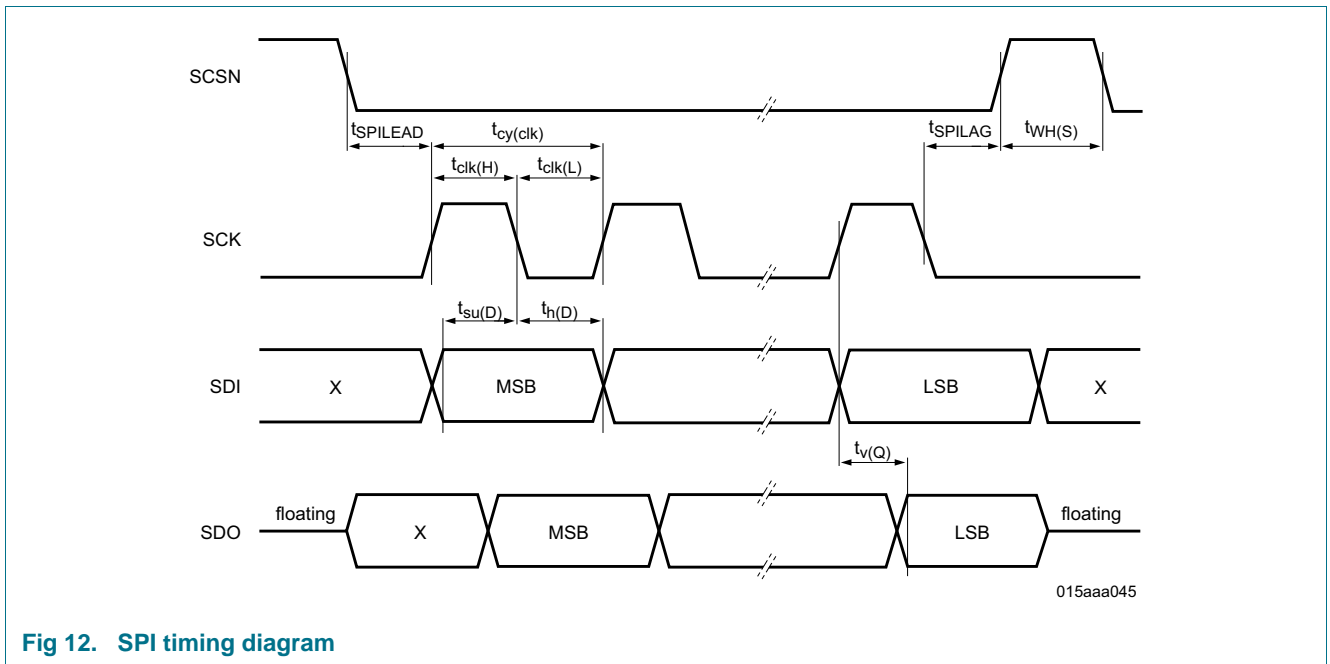 SCSN
tSPILEAD
tcy(clk)
tSPILAG
tWH(S)
tclk(H)
tclk(L)
SCK
tsu(D)
th(D)
SDI
X
MSB
LSB
X
tv(Q)
SDO
floating
X
MSB
LSB
floating
015aaa045
Fig 12. SPI timing diagram